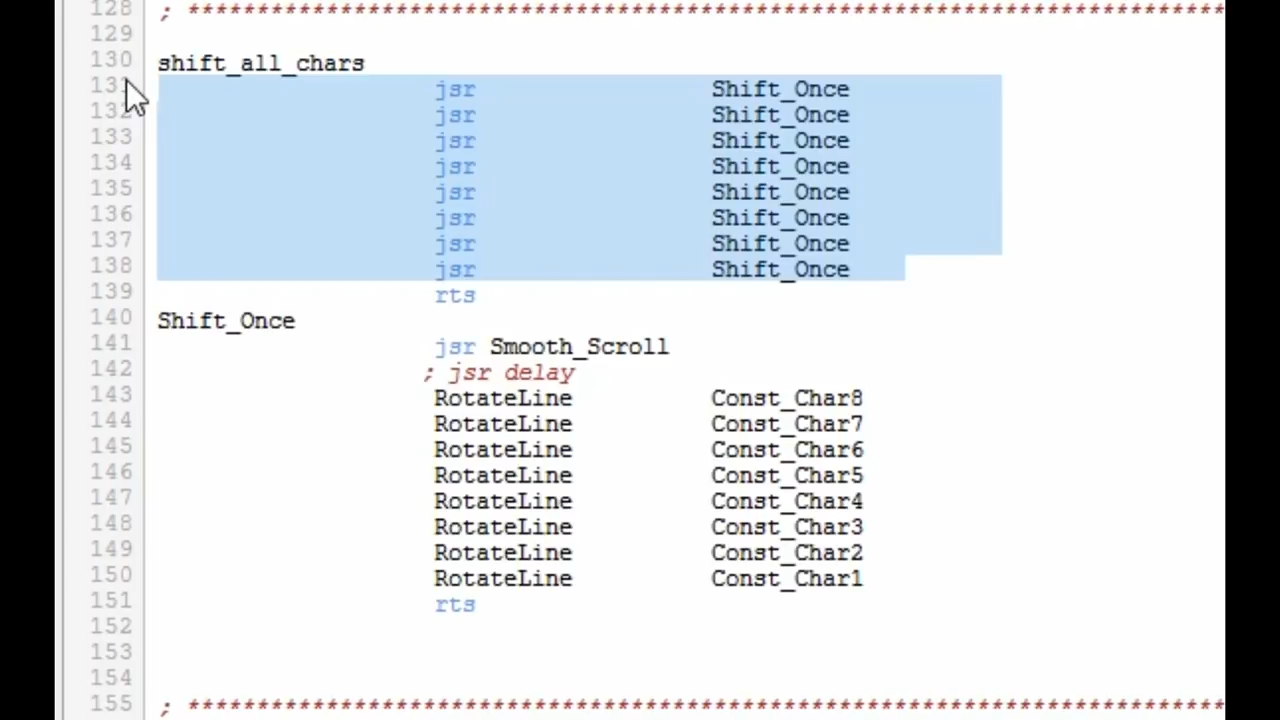 128 ; ***************************************************************************
129
130 shift_all_chars
131 jsr Shift_Once
132 jsr Shift_Once
133 jsr Shift_Once
134 jsr Shift_Once
135 jsr Shift_Once
136 jsr Shift_Once
137 jsr Shift_Once
138 jsr Shift_Once
139 rts
140 Shift_Once
141 jsr Smooth_Scroll
142 ; jsr delay
143 RotateLine Const_Char8
144 RotateLine Const_Char7
145 RotateLine Const_Char6
146 RotateLine Const_Char5
147 RotateLine Const_Char4
148 RotateLine Const_Char3
149 RotateLine Const_Char2
150 RotateLine Const_Char1
151 rts
152
153
154
155 ; ***************************************************************************